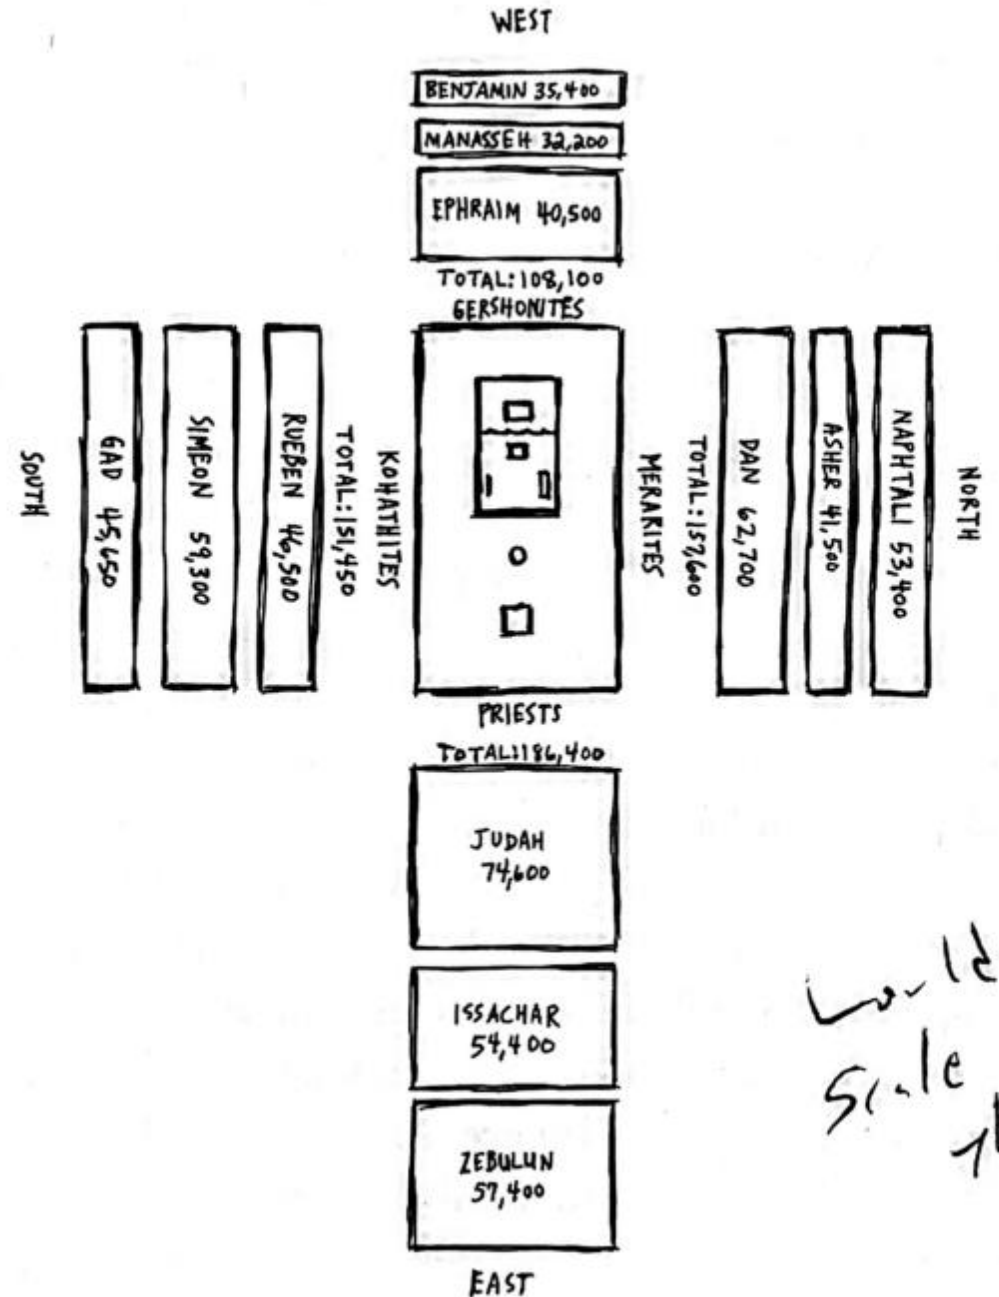 WEST
BENJAMIN 35,400
MANASSEH 32,200
EPHRAIM 40,500
TOTAL:108,100
GERSHONITES
SOUTH
GAD 45,650
SIMEON 59,300
RUEBEN 46,500
TOTAL:151,450
KOHATHITES
MERARITES
TOTAL:157,600
DAN 62,700
ASHER 41,500
NAPHTALI 53,400
NORTH
PRIESTS
TOTAL:186,400
JUDAH
74,600
ISSACHAR
54,400
ZEBULUN
57,400
EAST
Scale